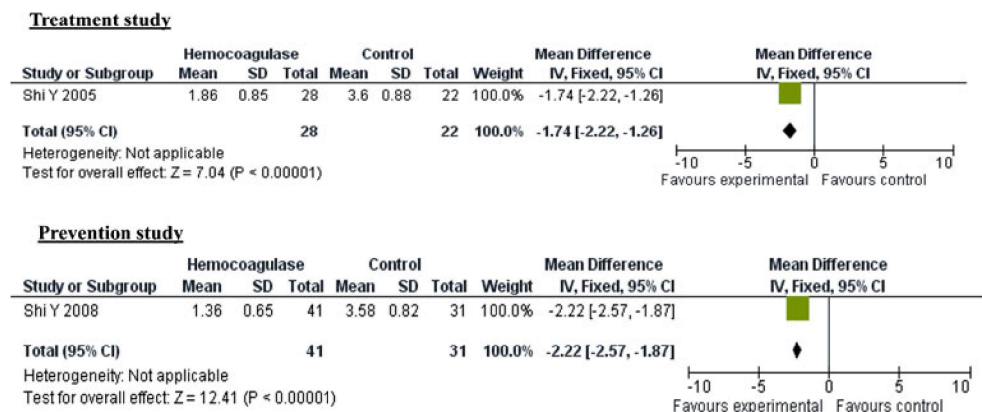 Treatment study
Hemocoagulase Control Mean Difference Mean Difference
Study or Subgroup Mean SD Total Mean SD Total Weight IV, Fixed, 95% CI IV, Fixed, 95% CI
Shi Y 2005 1.86 0.85 28 3.6 0.88 22 100.0% -1.74 [-2.22, -1.26]
Total (95% CI) 28 22 100.0% -1.74 [-2.22, -1.26]
Heterogeneity: Not applicable
Test for overall effect: Z = 7.04 (P < 0.00001)
-10 -5 0 5 10
Favours experimental Favours control
Prevention study
Hemocoagulase Control Mean Difference Mean Difference
Study or Subgroup Mean SD Total Mean SD Total Weight IV, Fixed, 95% CI IV, Fixed, 95% CI
Shi Y 2008 1.36 0.65 41 3.58 0.82 31 100.0% -2.22 [-2.57, -1.87]
Total (95% CI) 41 31 100.0% -2.22 [-2.57, -1.87]
Heterogeneity: Not applicable
Test for overall effect: Z = 12.41 (P < 0.00001)
-10 -5 0 5 10
Favours experimental Favours control